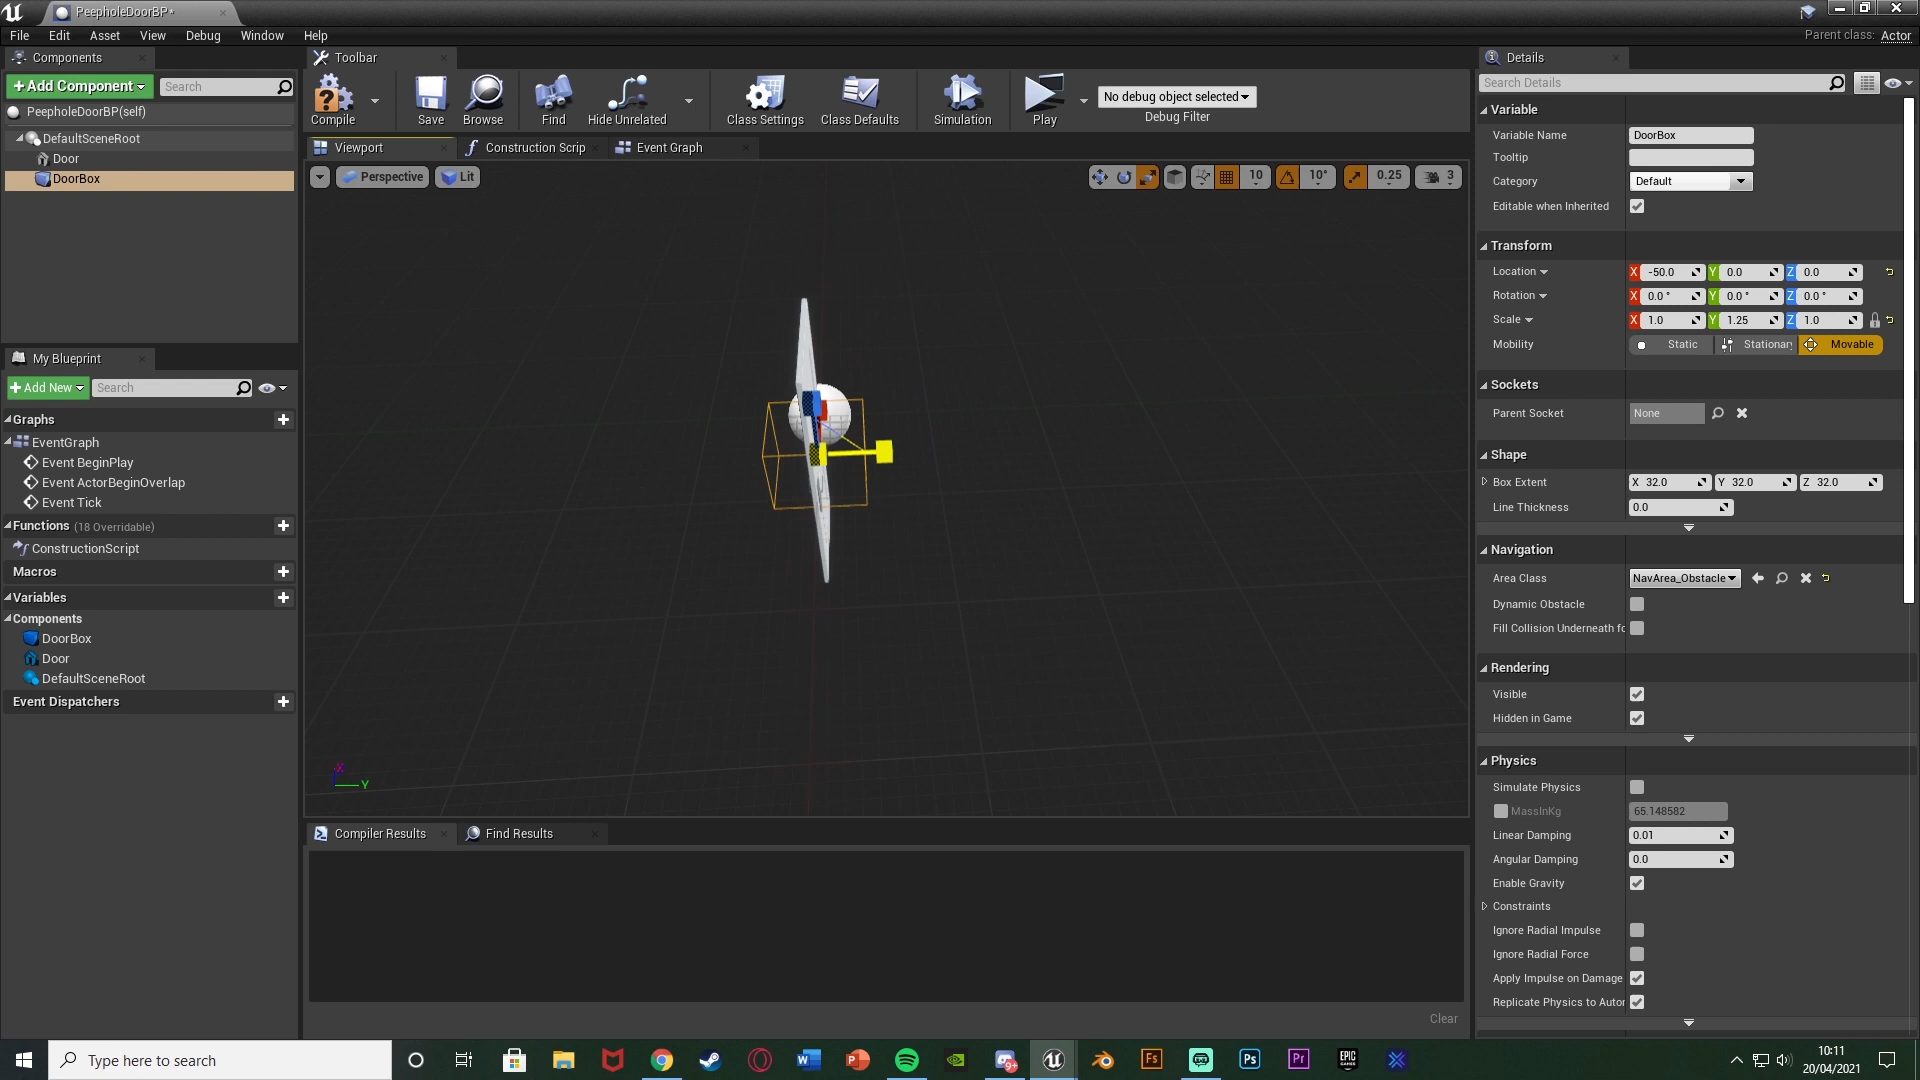 PeepholeDoorBP*
File Edit Asset View Debug Window Help
Parent class: Actor
Components
+ Add Component
Search
PeepholeDoorBP(self)
DefaultSceneRoot
Door
DoorBox
My Blueprint
+ Add New
Search
Graphs
EventGraph
Event BeginPlay
Event ActorBeginOverlap
Event Tick
Functions (18 Overridable)
ConstructionScript
Macros
Variables
Components
DoorBox
Door
DefaultSceneRoot
Event Dispatchers
Toolbar
Compile Save Browse Find Hide Unrelated Class Settings Class Defaults Simulation Play
No debug object selected
Debug Filter
Viewport Construction Scrip Event Graph
Perspective Lit
10 10° 0.25 3
X
Y
Compiler Results Find Results
Clear
Details
Search Details
Variable
Variable Name DoorBox
Tooltip
Category Default
Editable when Inherited
Transform
Location X -50.0 Y 0.0 Z 0.0
Rotation X 0.0 ° Y 0.0 ° Z 0.0 °
Scale X 1.0 Y 1.25 Z 1.0
Mobility Static Stationar Movable
Sockets
Parent Socket None
Shape
Box Extent X 32.0 Y 32.0 Z 32.0
Line Thickness 0.0
Navigation
Area Class NavArea_Obstacle
Dynamic Obstacle
Fill Collision Underneath fo
Rendering
Visible
Hidden in Game
Physics
Simulate Physics
MassInKg 65.148582
Linear Damping 0.01
Angular Damping 0.0
Enable Gravity
Constraints
Ignore Radial Impulse
Ignore Radial Force
Apply Impulse on Damage
Replicate Physics to Autor
Type here to search
9+
Fs
Ps
Pr
EPIC GAMES
10:11
20/04/2021